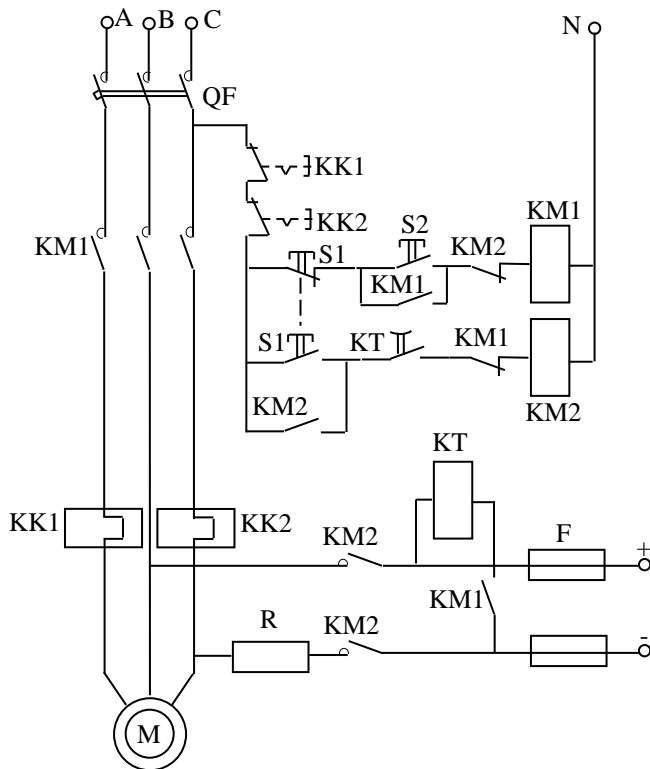 A B C N
QF
KK1
KK2
KM1 S1 S2 KM2 KM1
KM1
S1 KT KM1
KM2 KM2
KT
KK1 KK2 KM2 F +
KM1
R KM2 -
M